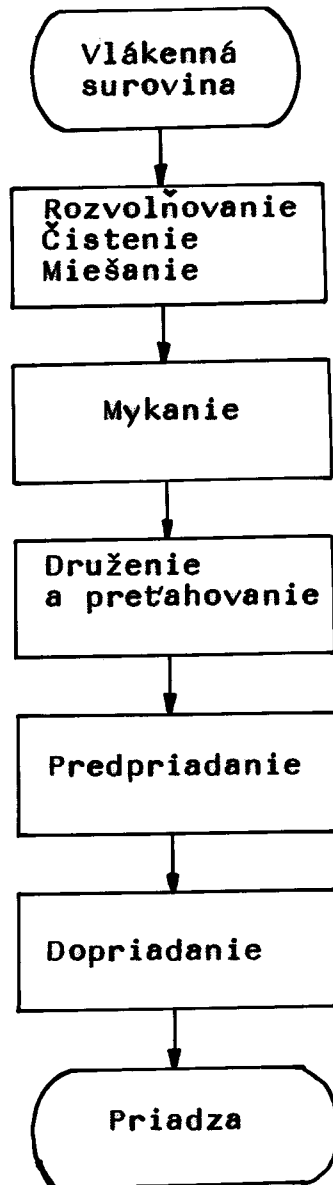 Vlákenná
surovina
Rozvolňovanie
Čistenie
Miešanie
Mykanie
Druženie
a preťahovanie
Predpriadanie
Dopriadanie
Priadza